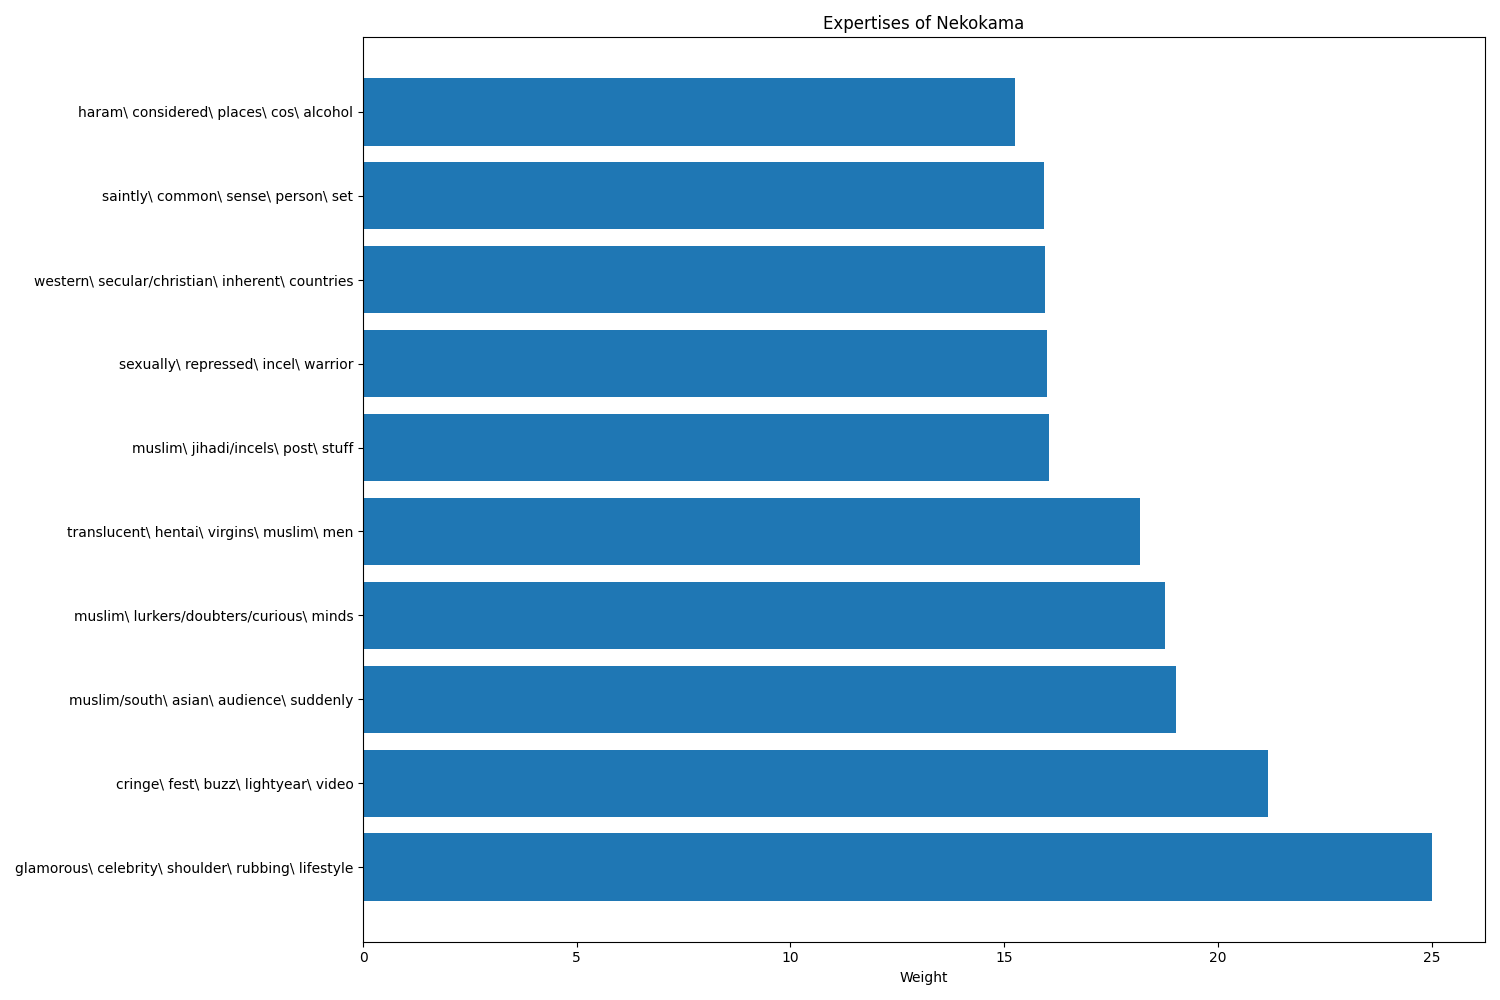 Expertises of Nekokama
haram\ considered\ places\ cos\ alcohol
saintly\ common\ sense\ person\ set
western\ secular/christian\ inherent\ countries
sexually\ repressed\ incel\ warrior
muslim\ jihadi/incels\ post\ stuff
translucent\ hentai\ virgins\ muslim\ men
muslim\ lurkers/doubters/curious\ minds
muslim/south\ asian\ audience\ suddenly
cringe\ fest\ buzz\ lightyear\ video
glamorous\ celebrity\ shoulder\ rubbing\ lifestyle
0 5 10 15 20 25
Weight